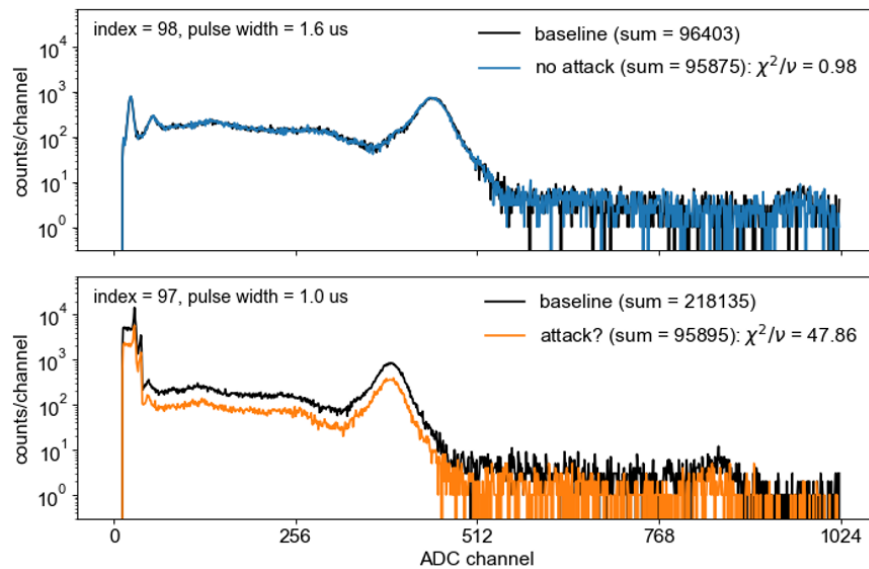 index = 98, pulse width = 1.6 us
baseline (sum = 96403)
no attack (sum = 95875): χ²/ν = 0.98
counts/channel
10⁴
10³
10²
10¹
10⁰
index = 97, pulse width = 1.0 us
baseline (sum = 218135)
attack? (sum = 95895): χ²/ν = 47.86
counts/channel
10⁴
10³
10²
10¹
10⁰
0 256 512 768 1024
ADC channel